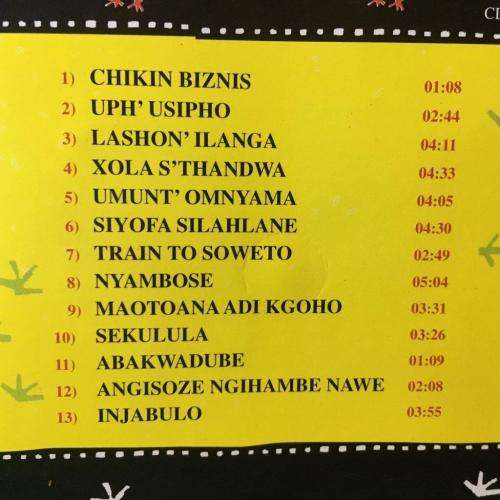 CD
1) CHIKIN BIZNIS 01:08
2) UPH' USIPHO 02:44
3) LASHON' ILANGA 04:11
4) XOLA S'THANDWA 04:33
5) UMUNT' OMNYAMA 04:05
6) SIYOFA SILAHLANE 04:30
7) TRAIN TO SOWETO 02:49
8) NYAMBOSE 05:04
9) MAOTOANA ADI KGOHO 03:31
10) SEKULULA 03:26
11) ABAKWADUBE 01:09
12) ANGISOZE NGIHAMBE NAWE 02:08
13) INJABULO 03:55